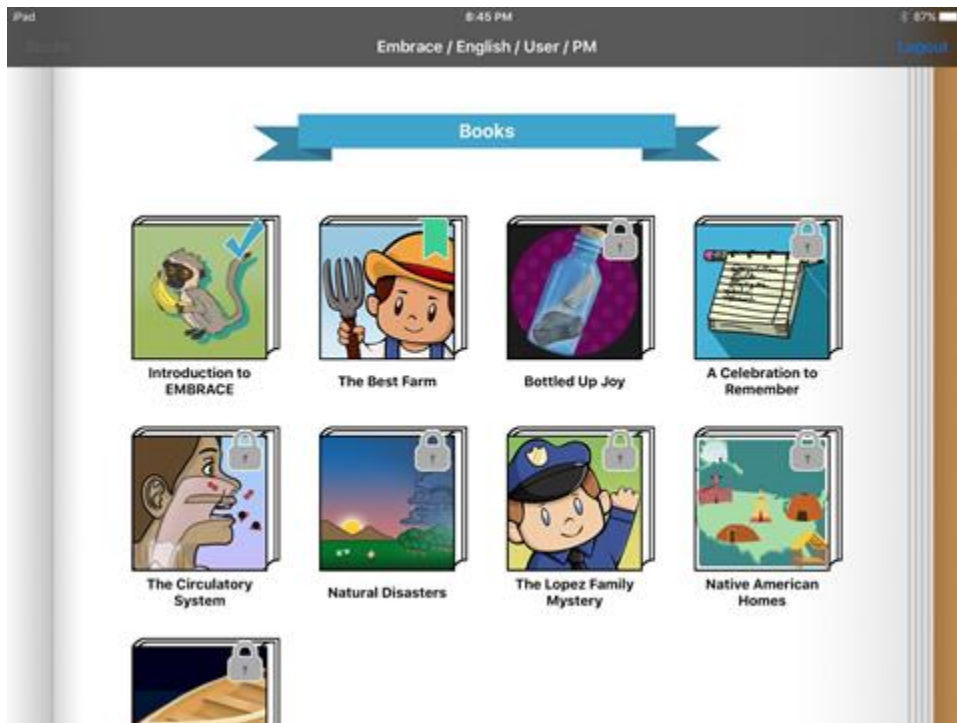 iPad 8:45 PM 87%
Books Embrace / English / User / PM Logout
Books
Introduction to
EMBRACE
The Best Farm
Bottled Up Joy
A Celebration to
Remember
The Circulatory
System
Natural Disasters
The Lopez Family
Mystery
Native American
Homes